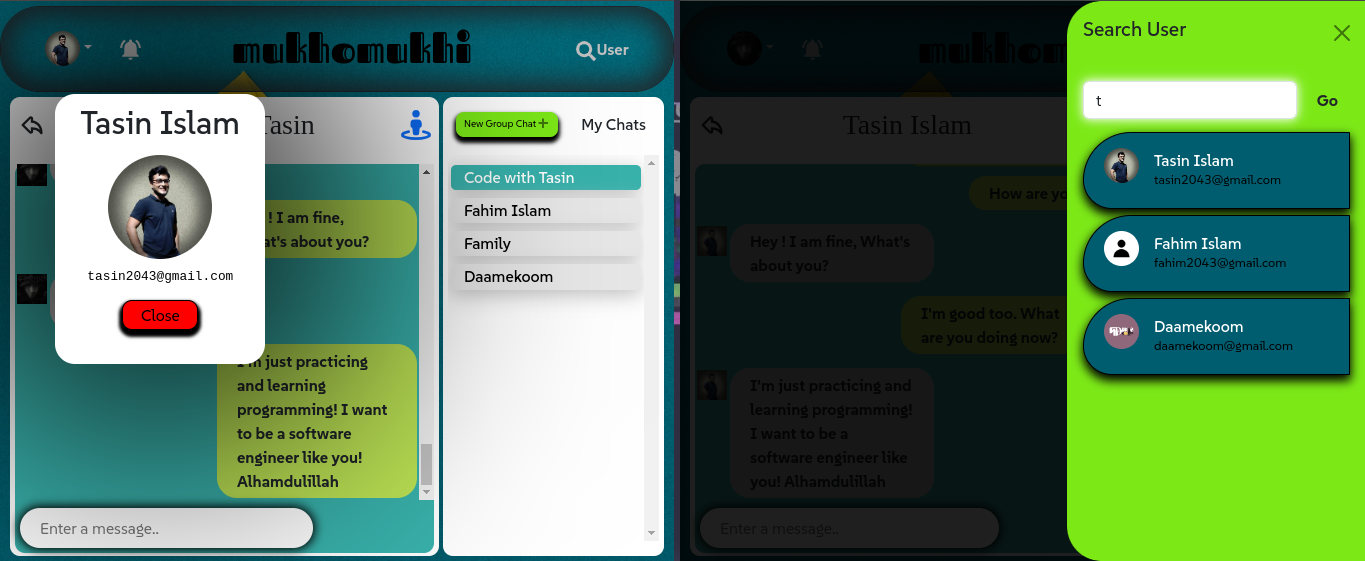 mukhomukhi
User
Tasin Islam
Tasin
tasin2043@gmail.com
Close
! I am fine,
at's about you?
I'm just practicing
and learning
programming! I want
to be a software
engineer like you!
Alhamdulillah
Enter a message..
New Group Chat+
My Chats
Code with Tasin
Fahim Islam
Family
Daamekoom
mukhomukhi
Tasin Islam
How are yo
Hey ! I am fine, What's
about you?
I'm good too. What
are you doing now?
I'm just practicing and
learning programming!
I want to be a
software engineer like
you! Alhamdulillah
Enter a message..
Search User
t
Go
Tasin Islam
tasin2043@gmail.com
Fahim Islam
fahim2043@gmail.com
Daamekoom
daamekoom@gmail.com